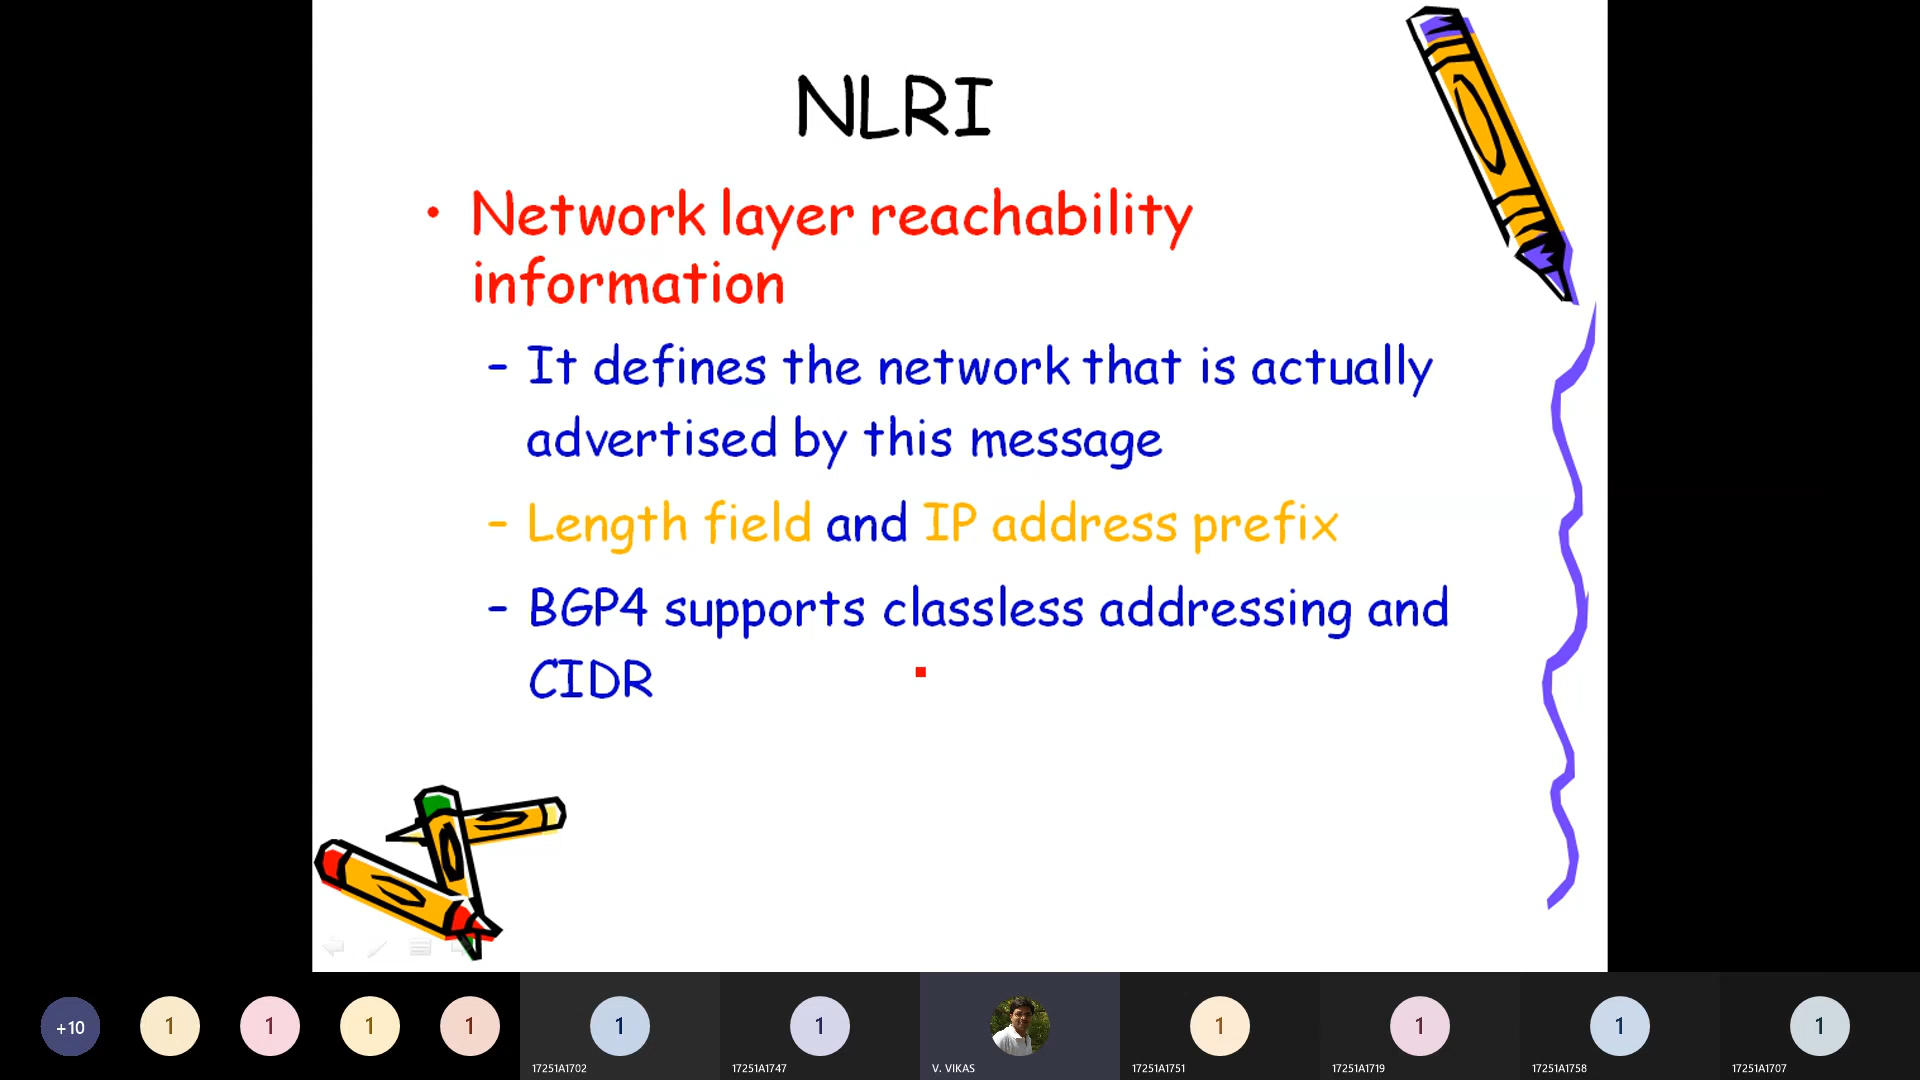 NLRI
• Network layer reachability
information
– It defines the network that is actually
advertised by this message
– Length field and IP address prefix
– BGP4 supports classless addressing and
CIDR
+10 1 1 1 1 1 1 1 1 1 1
17251A1702 17251A1747 V. VIKAS 17251A1751 17251A1719 17251A1758 17251A1707